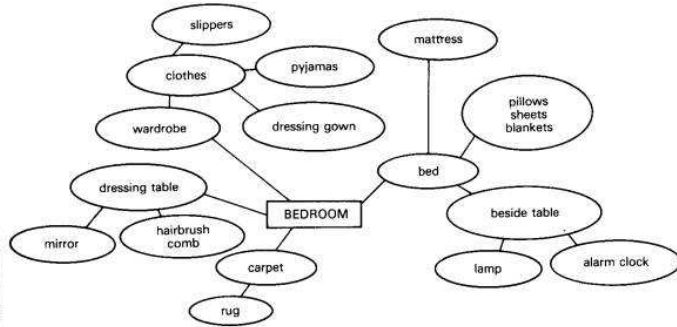 slippers
mattress
clothes
pyjamas
pillows
sheets
blankets
wardrobe
dressing gown
bed
dressing table
BEDROOM
beside table
mirror
hairbrush
comb
carpet
lamp
alarm clock
rug